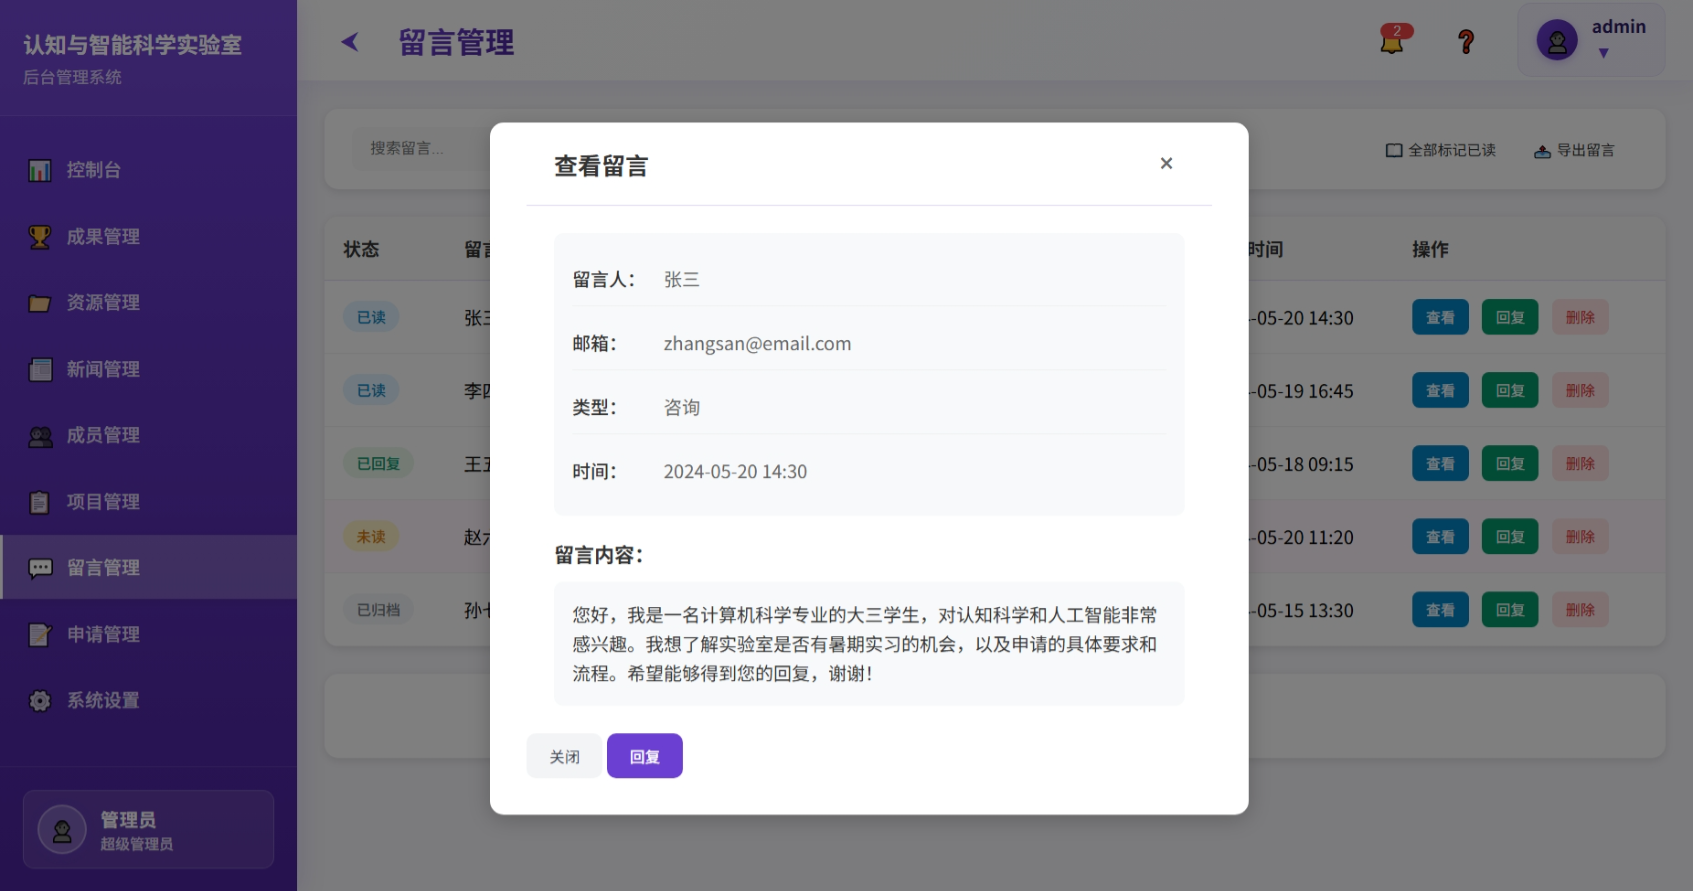 认知与智能科学实验室
后台管理系统
控制台
成果管理
资源管理
新闻管理
成员管理
项目管理
留言管理
申请管理
系统设置
管理员
超级管理员
留言管理
2
admin
搜索留言...
全部标记已读
导出留言
状态 留言 时间 操作
已读 张三 -05-20 14:30 查看 回复 删除
已读 李四 -05-19 16:45 查看 回复 删除
已回复 王五 -05-18 09:15 查看 回复 删除
未读 赵六 -05-20 11:20 查看 回复 删除
已归档 孙七 -05-15 13:30 查看 回复 删除
查看留言
×
留言人： 张三
邮箱： zhangsan@email.com
类型： 咨询
时间： 2024-05-20 14:30
留言内容：
您好，我是一名计算机科学专业的大三学生，对认知科学和人工智能非常
感兴趣。我想了解实验室是否有暑期实习的机会，以及申请的具体要求和
流程。希望能够得到您的回复，谢谢！
关闭
回复